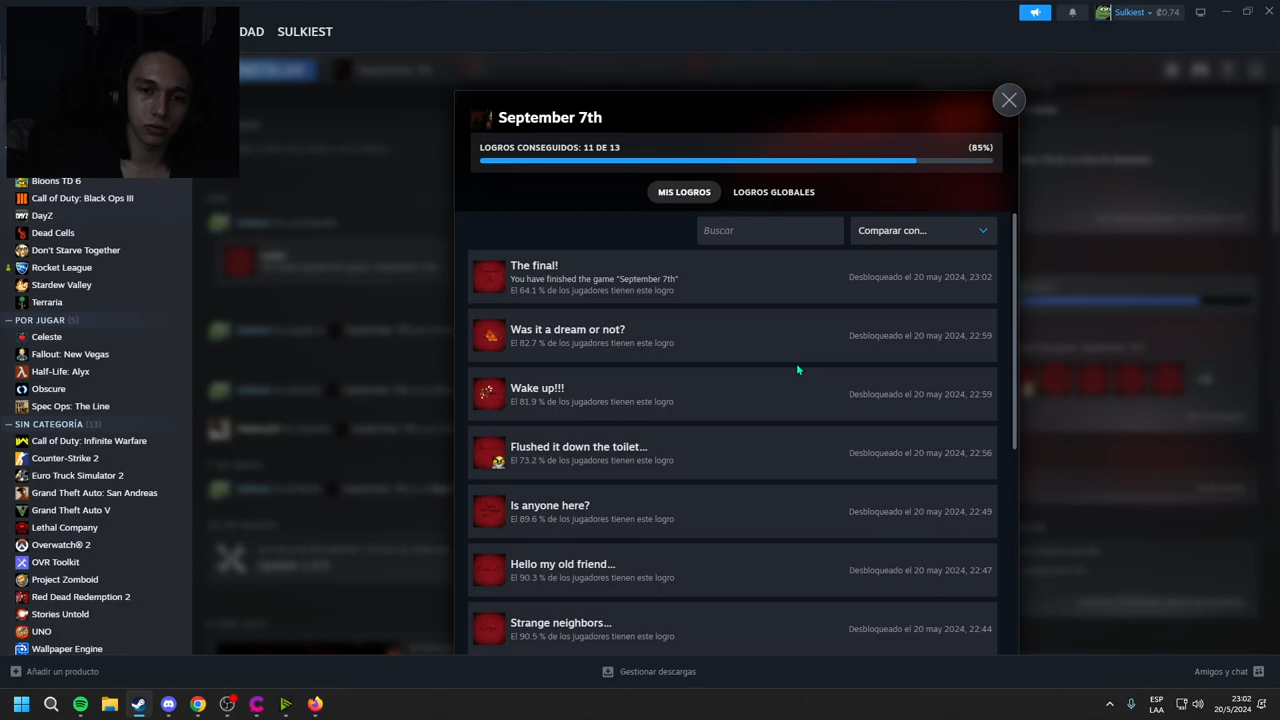 DAD SULKIEST
Sulkiest ₡0,74
Bloons TD 6
Call of Duty: Black Ops III
DayZ
Dead Cells
Don't Starve Together
Rocket League
Stardew Valley
Terraria
POR JUGAR (5)
Celeste
Fallout: New Vegas
Half-Life: Alyx
Obscure
Spec Ops: The Line
SIN CATEGORÍA (13)
Call of Duty: Infinite Warfare
Counter-Strike 2
Euro Truck Simulator 2
Grand Theft Auto: San Andreas
Grand Theft Auto V
Lethal Company
Overwatch® 2
OVR Toolkit
Project Zomboid
Red Dead Redemption 2
Stories Untold
UNO
Wallpaper Engine
September 7th
LOGROS CONSEGUIDOS: 11 DE 13 (85%)
MIS LOGROS LOGROS GLOBALES
Buscar Comparar con...
The final!
You have finished the game "September 7th"
El 64.1 % de los jugadores tienen este logro
Desbloqueado el 20 may 2024, 23:02
Was it a dream or not?
El 82.7 % de los jugadores tienen este logro
Desbloqueado el 20 may 2024, 22:59
Wake up!!!
El 81.9 % de los jugadores tienen este logro
Desbloqueado el 20 may 2024, 22:59
Flushed it down the toilet...
El 73.2 % de los jugadores tienen este logro
Desbloqueado el 20 may 2024, 22:56
Is anyone here?
El 89.6 % de los jugadores tienen este logro
Desbloqueado el 20 may 2024, 22:49
Hello my old friend...
El 90.3 % de los jugadores tienen este logro
Desbloqueado el 20 may 2024, 22:47
Strange neighbors...
El 90.5 % de los jugadores tienen este logro
Desbloqueado el 20 may 2024, 22:44
Añadir un producto Gestionar descargas Amigos y chat
ESP 23:02
LAA 20/5/2024